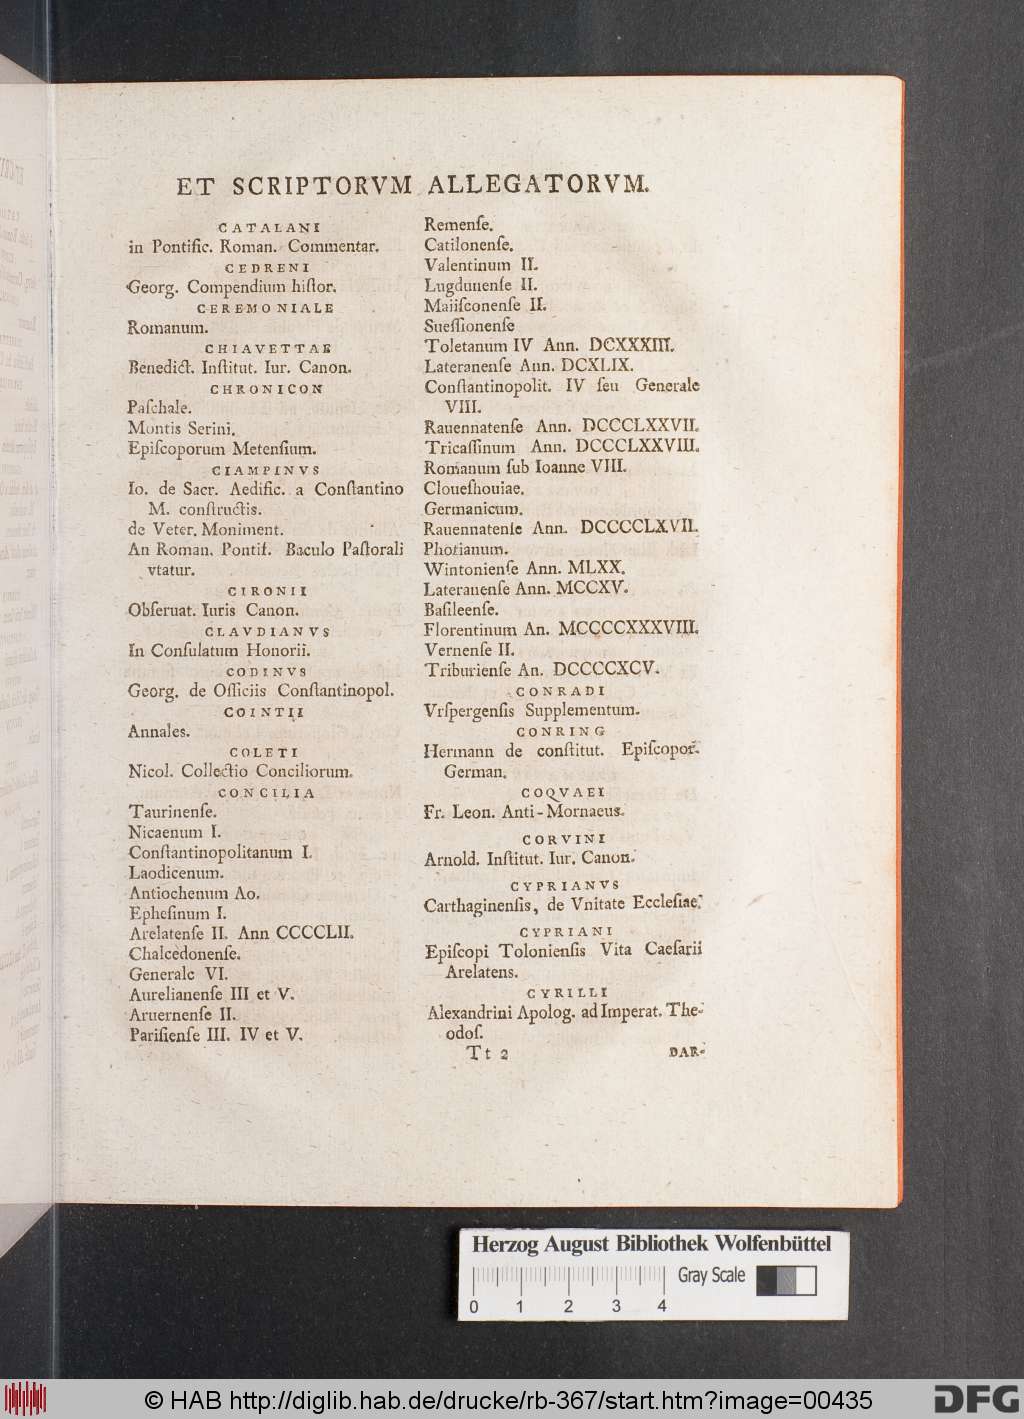 ET SCRIPTORVM ALLEGATORVM.
CATALANI
in Pontific. Roman. Commentar.
CEDRENI
Georg. Compendium hiſtor.
CEREMONIALE
Romanum.
CHIAVETTAE
Benedict. Inſtitut. Iur. Canon.
CHRONICON
Paſchale.
Montis Serini.
Epiſcoporum Metenſium.
CIAMPINVS
Io. de Sacr. Aedific. a Conſtantino
M. conſtructis.
de Veter. Moniment.
An Roman. Pontif. Baculo Paſtorali
vtatur.
CIRONII
Obſeruat. Iuris Canon.
CLAVDIANVS
In Conſulatum Honorii.
CODINVS
Georg. de Officiis Conſtantinopol.
COINTII
Annales.
COLETI
Nicol. Collectio Conciliorum.
CONCILIA
Taurinenſe.
Nicaenum I.
Conſtantinopolitanum I.
Laodicenum.
Antiochenum Ao.
Epheſinum I.
Arelatenſe II. Ann CCCCLII.
Chalcedonenſe.
Generale VI.
Aurelianenſe III et V.
Aruernenſe II.
Pariſienſe III. IV et V.
Remenſe.
Catilonenſe.
Valentinum II.
Lugdunenſe II.
Matiſconenſe II.
Sueſſionenſe
Toletanum IV Ann. DCXXXIII.
Lateranenſe Ann. DCXLIX.
Conſtantinopolit. IV ſeu Generale
VIII.
Rauennatenſe Ann. DCCCLXXVII.
Tricaſſinum Ann. DCCCLXXVIII.
Romanum ſub Ioanne VIII.
Cloueſhouiae.
Germanicum.
Rauennatenſe Ann. DCCCCLXVII.
Photianum.
Wintonienſe Ann. MLXX.
Lateranenſe Ann. MCCXV.
Baſileenſe.
Florentinum An. MCCCCXXXVIII.
Vernenſe II.
Triburienſe An. DCCCCXCV.
CONRADI
Vrſpergenſis Supplementum.
CONRING
Hermann de conſtitut. Epiſcopor.
German.
COQVAEI
Fr. Leon. Anti-Mornaeus.
CORVINI
Arnold. Inſtitut. Iur. Canon.
CYPRIANVS
Carthaginenſis, de Vnitate Eccleſiae.
CYPRIANI
Epiſcopi Tolonienſis Vita Caeſarii
Arelatens.
CYRILLI
Alexandrini Apolog. ad Imperat. The-
odoſ.
Tt 2 DAR-
Herzog August Bibliothek Wolfenbüttel
Gray Scale
0 1 2 3 4
© HAB http://diglib.hab.de/drucke/rb-367/start.htm?image=00435
DFG